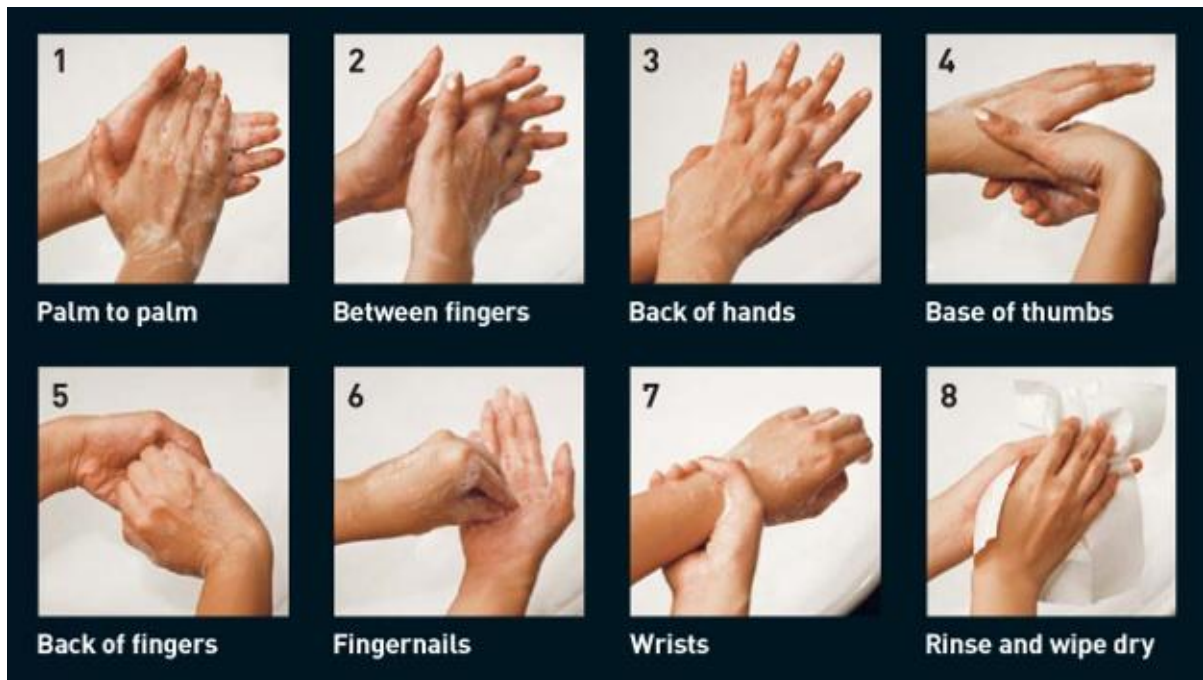 1
Palm to palm
2
Between fingers
3
Back of hands
4
Base of thumbs
5
Back of fingers
6
Fingernails
7
Wrists
8
Rinse and wipe dry